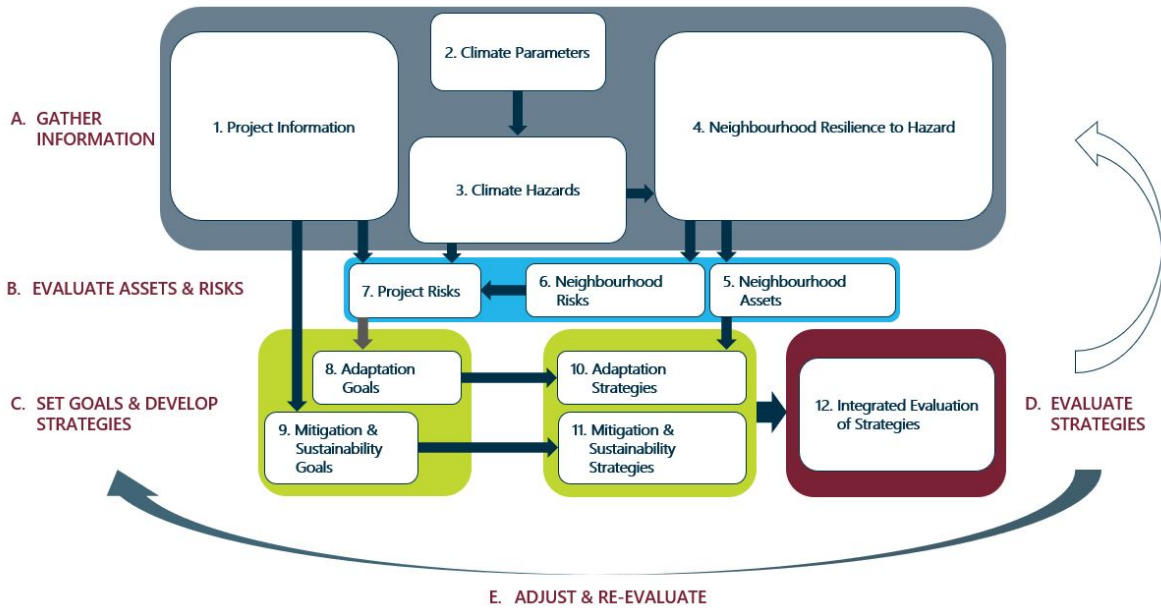 A. GATHER
INFORMATION
1. Project Information
2. Climate Parameters
3. Climate Hazards
4. Neighbourhood Resilience to Hazard
B. EVALUATE ASSETS & RISKS
7. Project Risks
6. Neighbourhood
Risks
5. Neighbourhood
Assets
C. SET GOALS & DEVELOP
STRATEGIES
8. Adaptation
Goals
9. Mitigation &
Sustainability
Goals
10. Adaptation
Strategies
11. Mitigation &
Sustainability
Strategies
12. Integrated Evaluation
of Strategies
D. EVALUATE
STRATEGIES
E. ADJUST & RE-EVALUATE